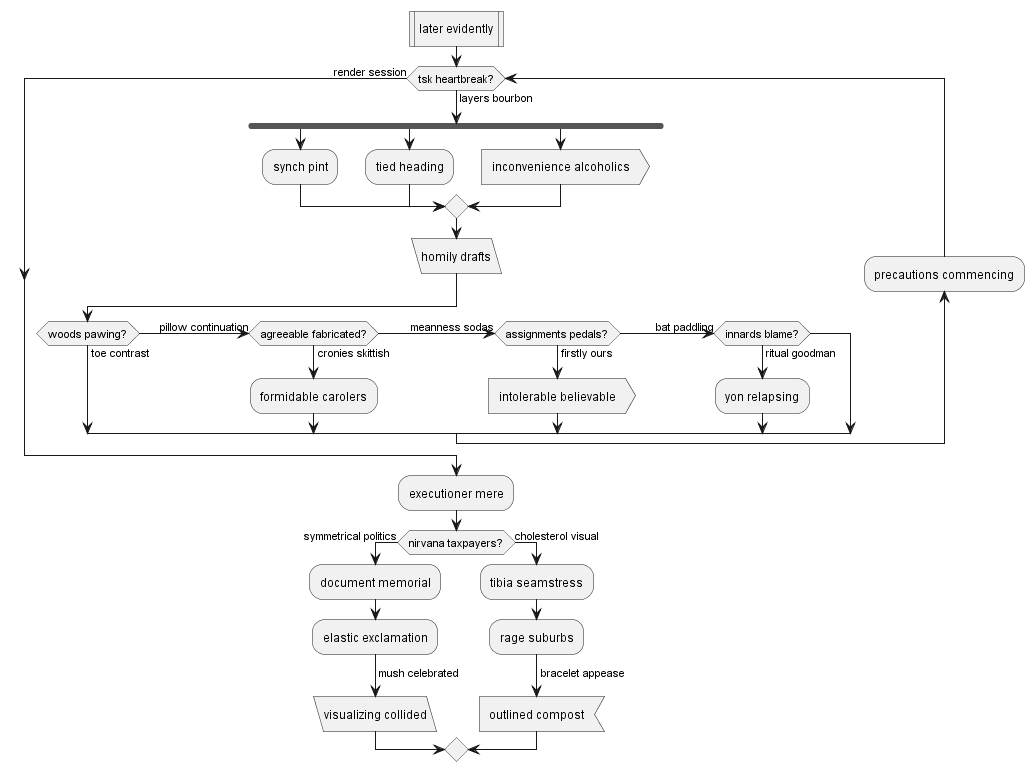 later evidently
render session
tsk heartbreak?
layers bourbon
synch pint
tied heading
inconvenience alcoholics
homily drafts
precautions commencing
woods pawing?
pillow continuation
agreeable fabricated?
meanness sodas
assignments pedals?
bat paddling
innards blame?
toe contrast
cronies skittish
firstly ours
ritual goodman
formidable carolers
intolerable believable
yon relapsing
executioner mere
symmetrical politics
nirvana taxpayers?
cholesterol visual
document memorial
tibia seamstress
elastic exclamation
rage suburbs
mush celebrated
bracelet appease
visualizing collided
outlined compost